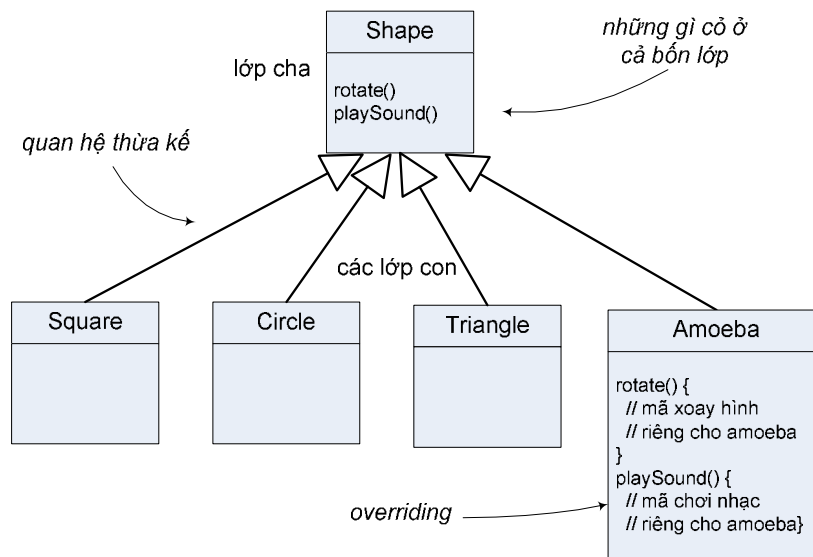 Shape
những gì cỏ ở
cả bốn lớp
lớp cha
rotate()
playSound()
quan hệ thừa kế
các lớp con
Square
Circle
Triangle
Amoeba
rotate() {
// mã xoay hình
// riêng cho amoeba
}
playSound() {
// mã chơi nhạc
// riêng cho amoeba}
overriding